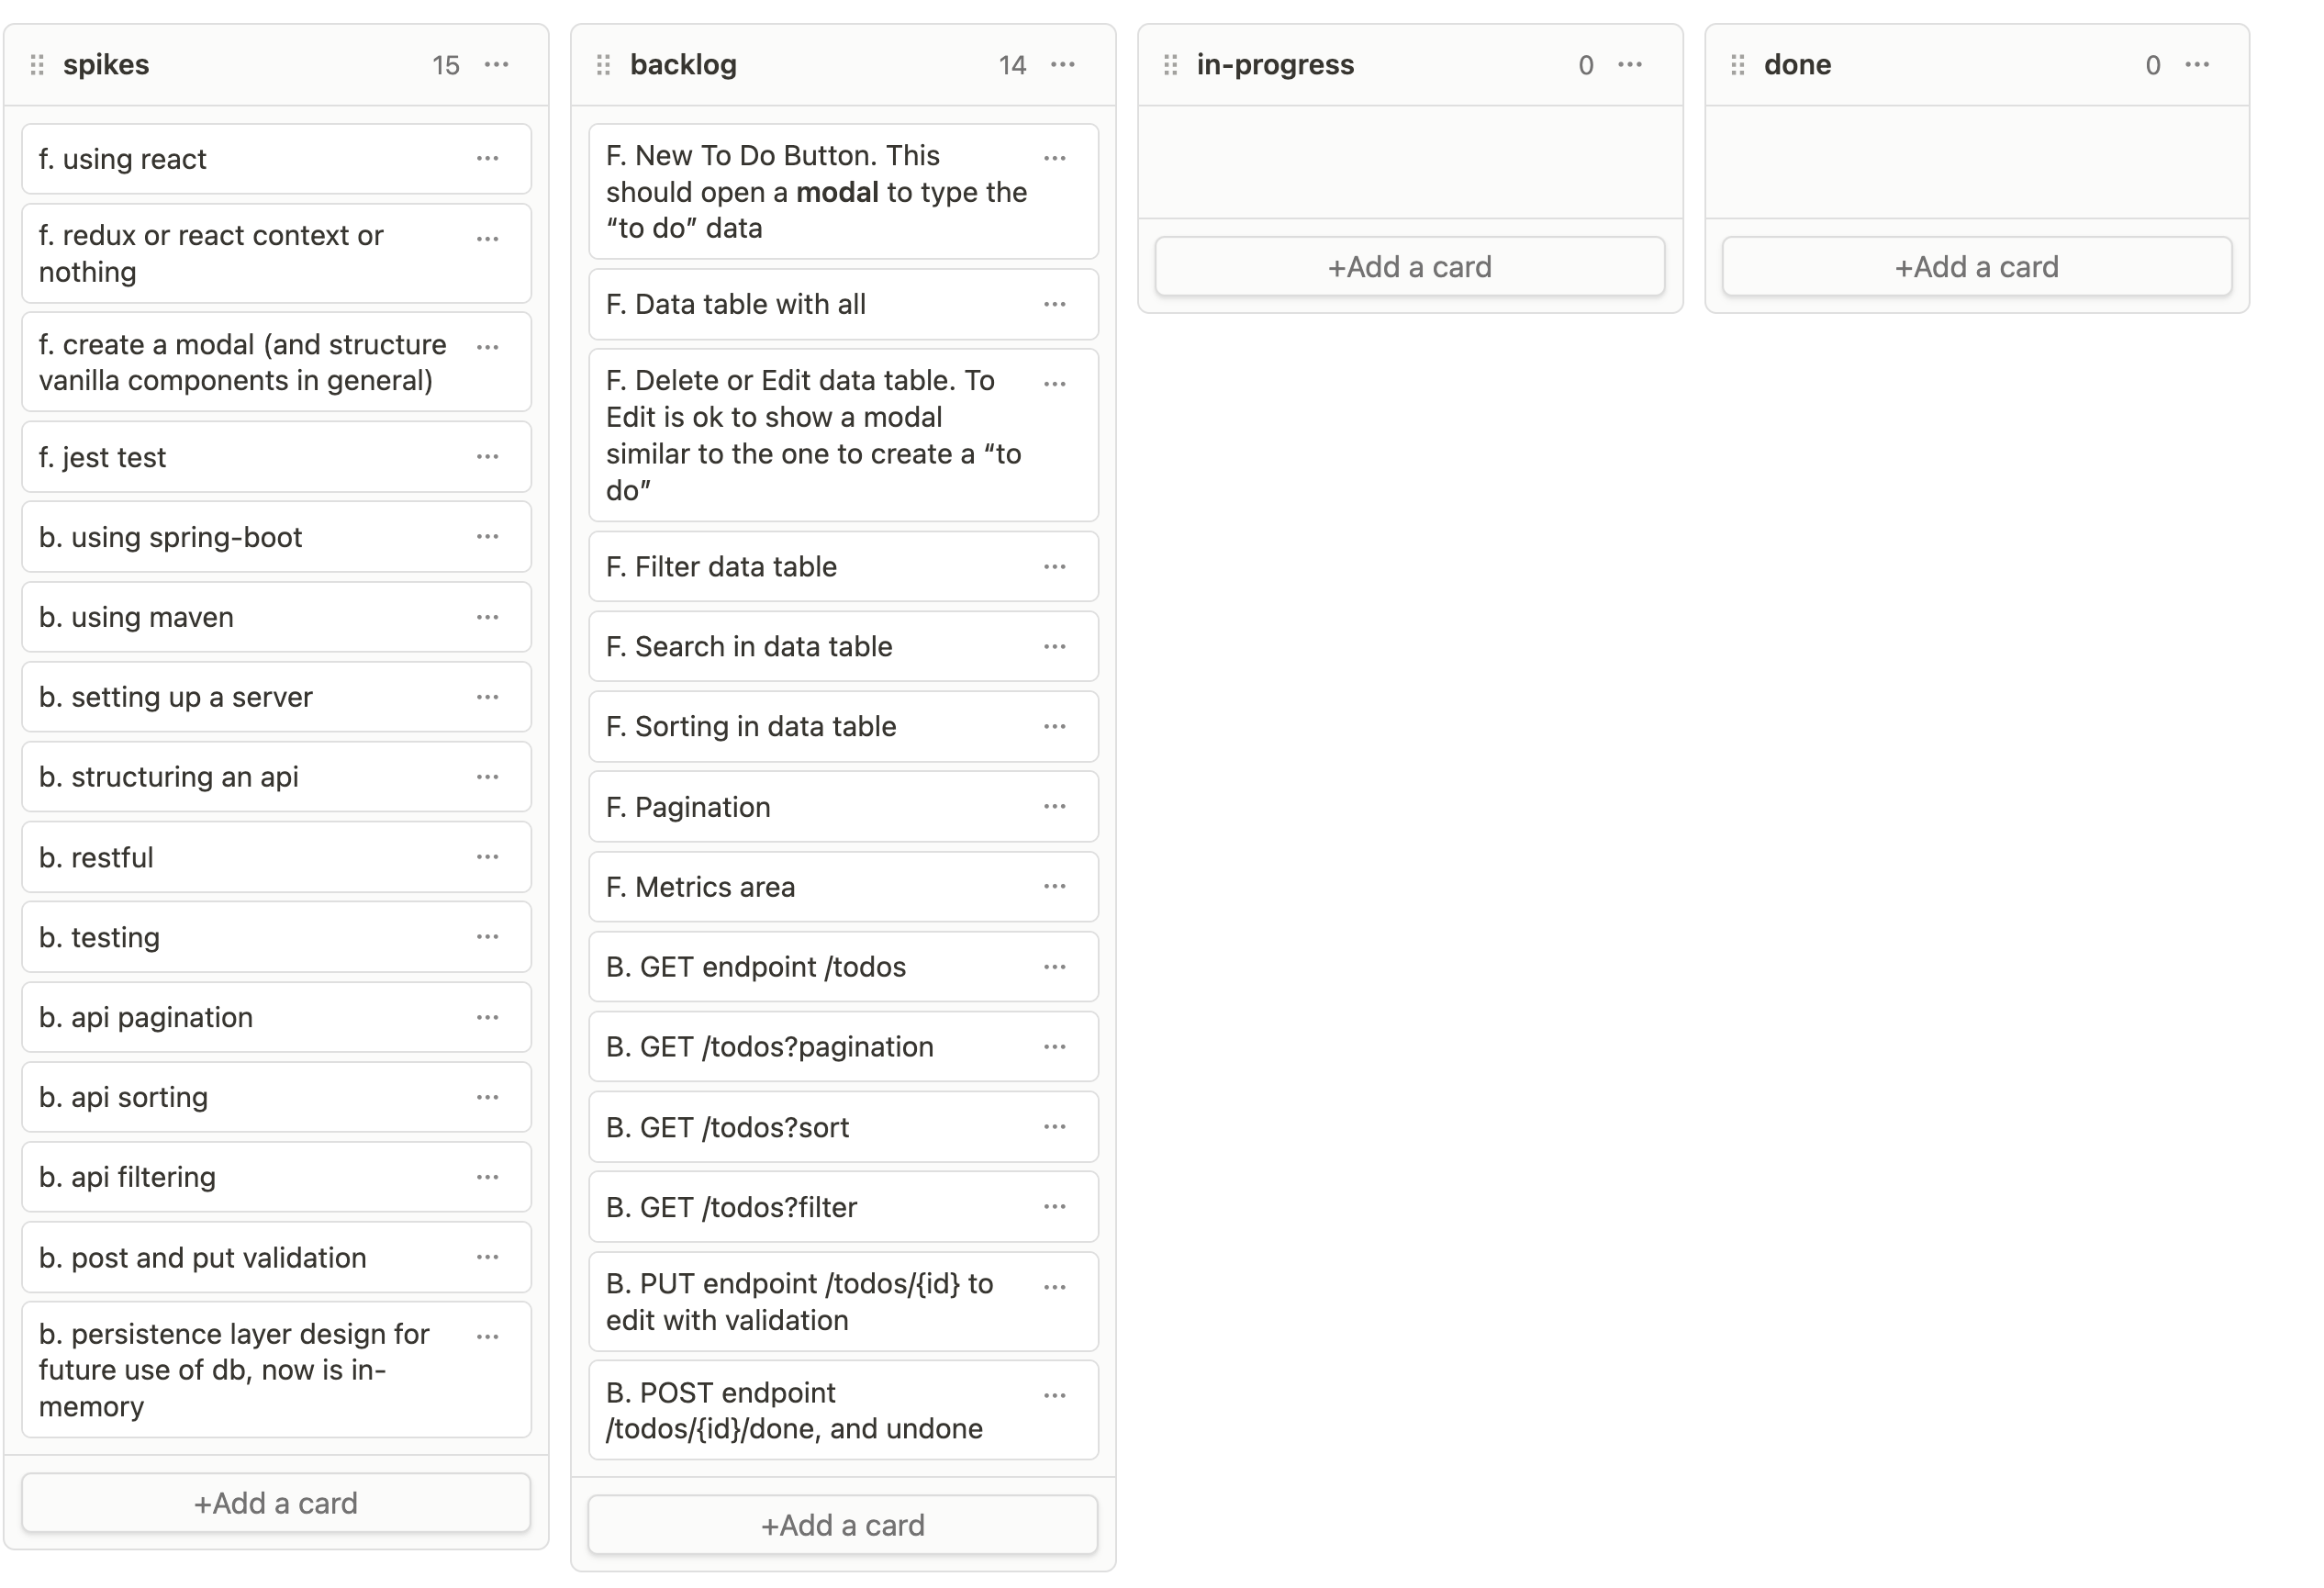 spikes 15
f. using react
f. redux or react context or
nothing
f. create a modal (and structure
vanilla components in general)
f. jest test
b. using spring-boot
b. using maven
b. setting up a server
b. structuring an api
b. restful
b. testing
b. api pagination
b. api sorting
b. api filtering
b. post and put validation
b. persistence layer design for
future use of db, now is in-
memory
+Add a card
backlog 14
F. New To Do Button. This
should open a modal to type the
“to do” data
F. Data table with all
F. Delete or Edit data table. To
Edit is ok to show a modal
similar to the one to create a “to
do”
F. Filter data table
F. Search in data table
F. Sorting in data table
F. Pagination
F. Metrics area
B. GET endpoint /todos
B. GET /todos?pagination
B. GET /todos?sort
B. GET /todos?filter
B. PUT endpoint /todos/{id} to
edit with validation
B. POST endpoint
/todos/{id}/done, and undone
+Add a card
in-progress 0
+Add a card
done 0
+Add a card